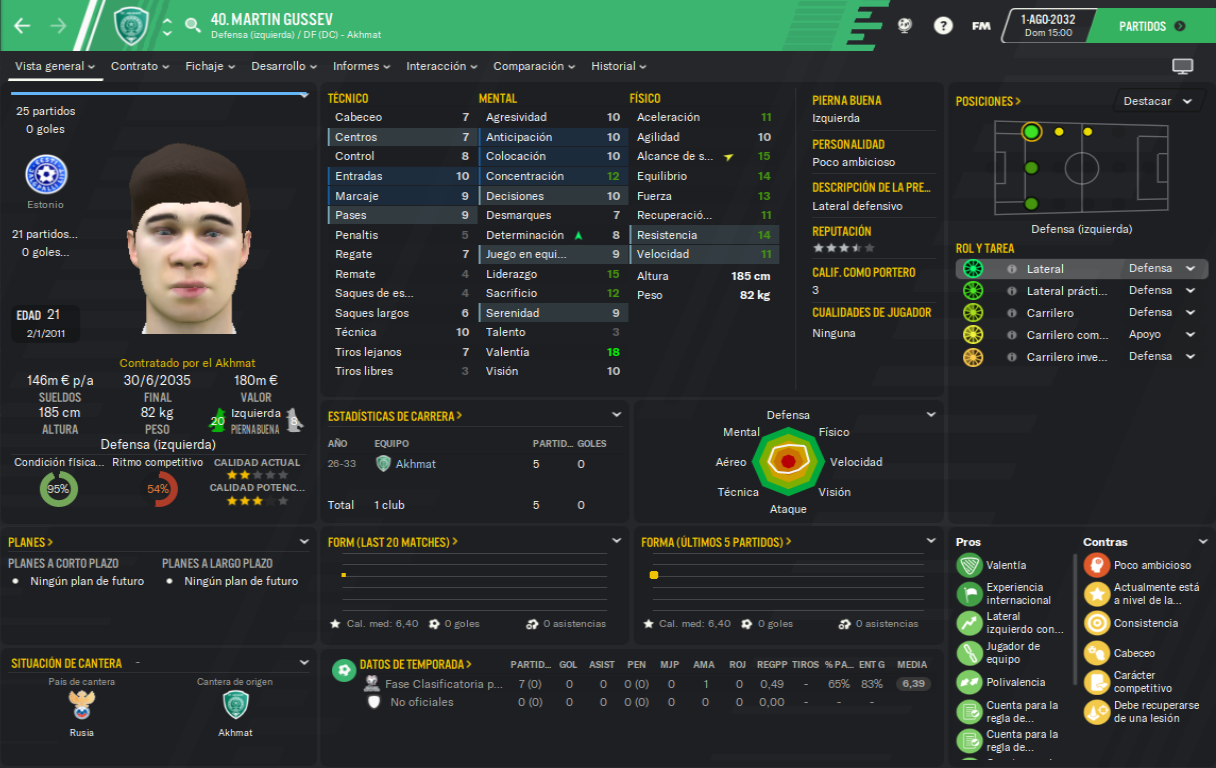 40. MARTIN GUSSEV
Defensa (izquierda) / DF (DC) - Akhmat
?
FM
1-AGO-2032
Dom 15:00
PARTIDOS
Vista general
Contrato
Fichaje
Desarrollo
Informes
Interacción
Comparación
Historial
25 partidos
0 goles
Estonio
21 partidos...
0 goles...
EDAD 21
2/1/2011
Contratado por el Akhmat
146m € p/a
30/6/2035
180m €
SUELDOS
FINAL
VALOR
185 cm
82 kg
20
Izquierda
8
ALTURA
PESO
PIERNA BUENA
Defensa (izquierda)
Condición física...
Ritmo competitivo
CALIDAD ACTUAL
95%
54%
CALIDAD POTENC...
TÉCNICO
Cabeceo 7
Centros 7
Control 8
Entradas 10
Marcaje 9
Pases 9
Penaltis 5
Regate 7
Remate 4
Saques de es... 4
Saques largos 6
Técnica 10
Tiros lejanos 7
Tiros libres 3
MENTAL
Agresividad 10
Anticipación 10
Colocación 10
Concentración 12
Decisiones 10
Desmarques 7
Determinación 8
Juego en equi... 9
Liderazgo 15
Sacrificio 12
Serenidad 9
Talento 3
Valentía 18
Visión 10
FÍSICO
Aceleración 11
Agilidad 10
Alcance de s... 15
Equilibrio 14
Fuerza 13
Recuperació... 11
Resistencia 14
Velocidad 11
Altura 185 cm
Peso 82 kg
PIERNA BUENA
Izquierda
PERSONALIDAD
Poco ambicioso
DESCRIPCIÓN DE LA PRE...
Lateral defensivo
REPUTACIÓN
CALIF. COMO PORTERO
3
CUALIDADES DE JUGADOR
Ninguna
POSICIONES >
Destacar
Defensa (izquierda)
ROL Y TAREA
Lateral Defensa
Lateral prácti... Defensa
Carrilero Defensa
Carrilero com... Apoyo
Carrilero inve... Defensa
ESTADÍSTICAS DE CARRERA >
AÑO EQUIPO PARTID... GOLES
26-33 Akhmat 5 0
Total 1 club 5 0
Defensa
Mental
Físico
Aéreo
Velocidad
Técnica
Visión
Ataque
PLANES >
PLANES A CORTO PLAZO
PLANES A LARGO PLAZO
Ningún plan de futuro
Ningún plan de futuro
FORM (LAST 20 MATCHES) >
Cal. med: 6,40
0 goles
0 asistencias
FORMA (ÚLTIMOS 5 PARTIDOS) >
Cal. med: 6,40
0 goles
0 asistencias
SITUACIÓN DE CANTERA -
País de cantera
Cantera de origen
Rusia
Akhmat
DATOS DE TEMPORADA >
PARTID... GOL ASIST PEN MJP AMA ROJ REGPP TIROS % PA... ENT G MEDIA
Fase Clasificatoria p... 7 (0) 0 0 0 (0) 0 1 0 0,49 - 65% 83% 6,39
No oficiales 0 (0) 0 0 0 (0) 0 0 0 0,00 - - - -
Pros
Valentía
Experiencia
internacional
Lateral
izquierdo con...
Jugador de
equipo
Polivalencia
Cuenta para la
regla de...
Cuenta para la
regla de...
Contras
Poco ambicioso
Actualmente está
a nivel de la...
Consistencia
Cabeceo
Carácter
competitivo
Debe recuperarse
de una lesión